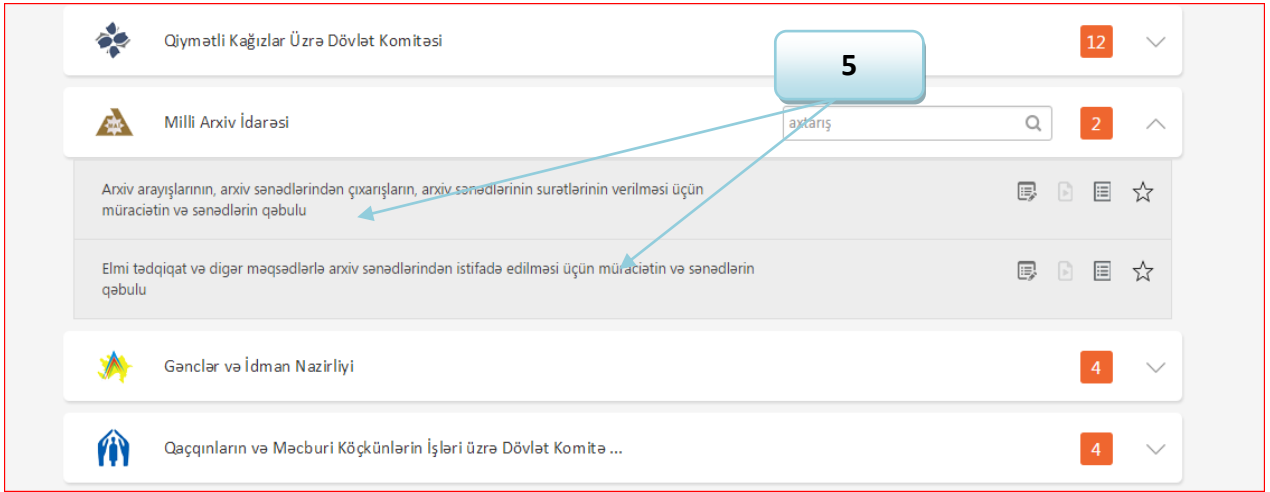 Qiymətli Kağızlar Üzrə Dövlət Komitəsi
12
5
Milli Arxiv İdarəsi
axtarış
2
Arxiv arayışlarının, arxiv sənədlərindən çıxarışların, arxiv sənədlərinin surətlərinin verilməsi üçün
müraciətin və sənədlərin qəbulu
Elmi tədqiqat və digər məqsədlərlə arxiv sənədlərindən istifadə edilməsi üçün müraciətin və sənədlərin
qəbulu
Gənclər və İdman Nazirliyi
4
Qaçqınların və Məcburi Köçkünlərin İşləri üzrə Dövlət Komitə ...
4